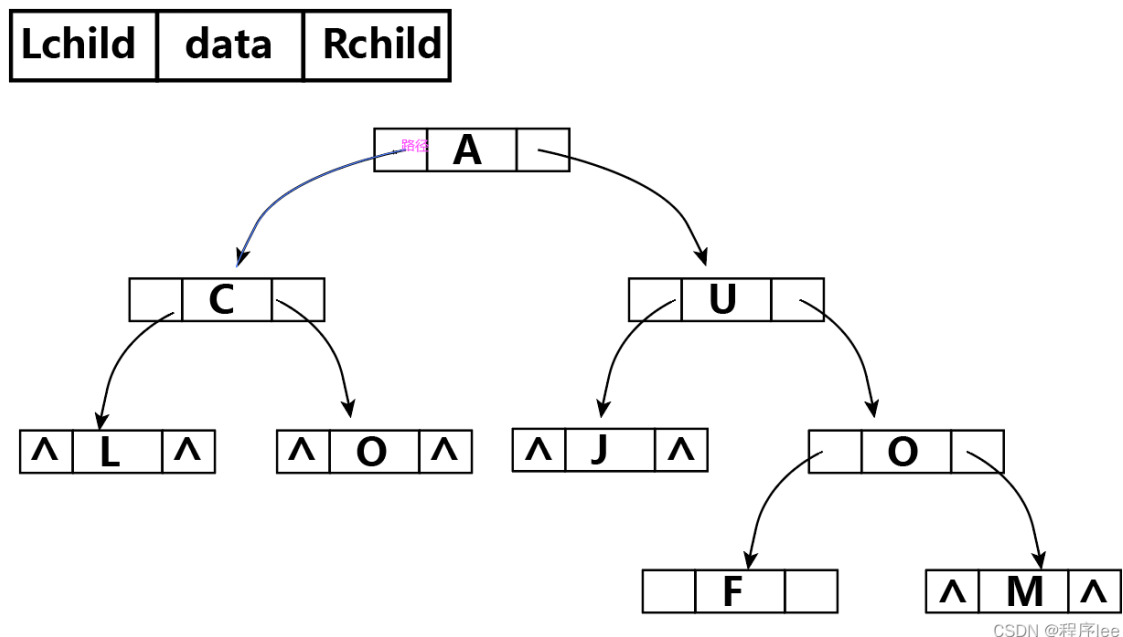 Lchild data Rchild
路径 A
C U
^ L ^ ^ O ^ ^ J ^ O
F ^ M ^
CSDN @程序lee